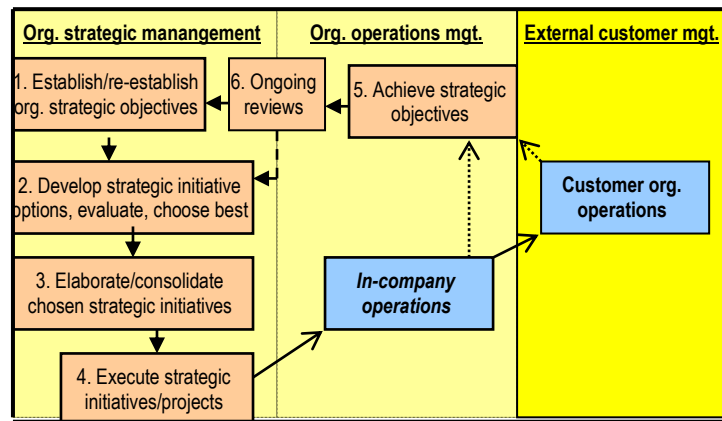 Org. strategic manangement
Org. operations mgt.
External customer mgt.
1. Establish/re-establish
org. strategic objectives
6. Ongoing
reviews
5. Achieve strategic
objectives
2. Develop strategic initiative
options, evaluate, choose best
Customer org.
operations
3. Elaborate/consolidate
chosen strategic initiatives
In-company
operations
4. Execute strategic
initiatives/projects